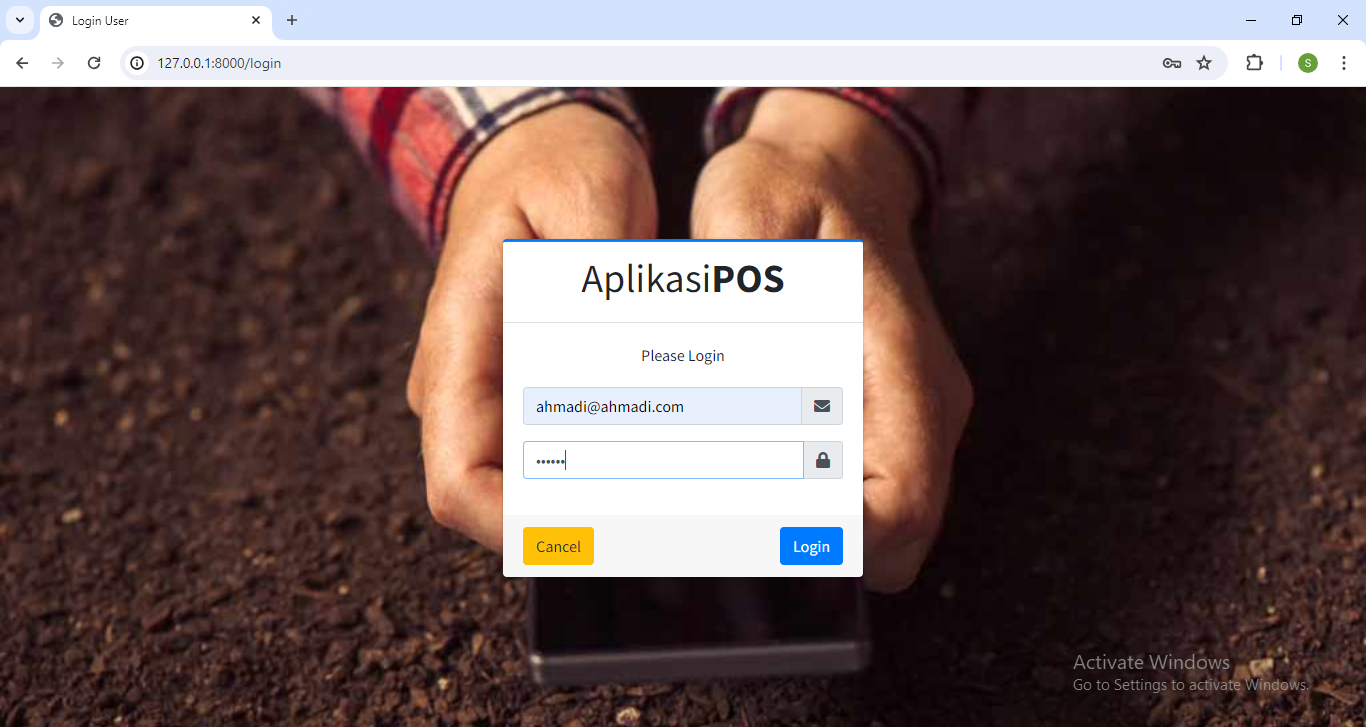 Login User
127.0.0.1:8000/login
S
AplikasiPOS
Please Login
ahmadi@ahmadi.com
••••••
Cancel
Login
Activate Windows
Go to Settings to activate Windows.